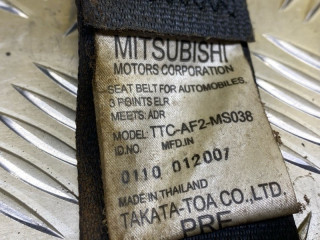 MITSUBISHI
MOTORS CORPORATION
SEAT BELT FOR AUTOMOBILES.
3 POINTS ELR
MEETS: ADR
MODEL: TTC-AF2-MS038
ID.NO. MFD.IN
0110 012007
MADE IN THAILAND
TAKATA-TOA CO.,LTD.
PRE